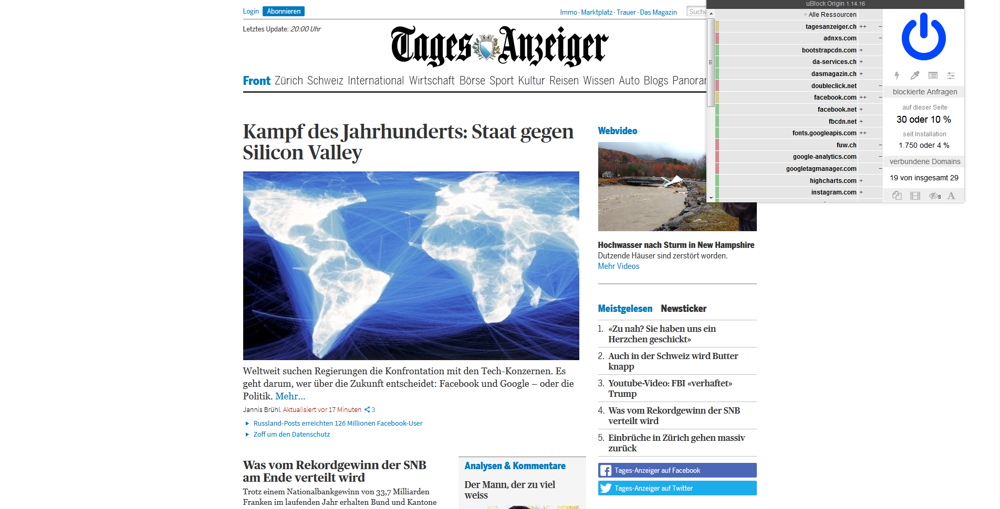 Login Abonnieren
Immo · Marktplatz · Trauer · Das Magazin
Suche
Letztes Update: 20:00 Uhr
Tages Anzeiger
Front Zürich Schweiz International Wirtschaft Börse Sport Kultur Reisen Wissen Auto Blogs Panorar
Kampf des Jahrhunderts: Staat gegen
Silicon Valley
Weltweit suchen Regierungen die Konfrontation mit den Tech-Konzernen. Es
geht darum, wer über die Zukunft entscheidet: Facebook und Google – oder die
Politik. Mehr...
Jannis Brühl. Aktualisiert vor 17 Minuten 3
Russland-Posts erreichten 126 Millionen Facebook-User
Zoff um den Datenschutz
Was vom Rekordgewinn der SNB
am Ende verteilt wird
Trotz einem Nationalbankgewinn von 33,7 Milliarden
Franken im laufenden Jahr erhalten Bund und Kantone
Analysen & Kommentare
Der Mann, der zu viel
weiss
Webvideo
Hochwasser nach Sturm in New Hampshire
Dutzende Häuser sind zerstört worden.
Mehr Videos
Meistgelesen Newsticker
1. «Zu nah? Sie haben uns ein
Herzchen geschickt»
2. Auch in der Schweiz wird Butter
knapp
3. Youtube-Video: FBI «verhaftet»
Trump
4. Was vom Rekordgewinn der SNB
verteilt wird
5. Einbrüche in Zürich gehen massiv
zurück
Tages-Anzeiger auf Facebook
Tages-Anzeiger auf Twitter
uBlock Origin 1.14.16
+ Alle Ressourcen
tagesanzeiger.ch ++ −
adnxs.com −
bootstrapcdn.com +
da-services.ch +
dasmagazin.ch +
doubleclick.net −
facebook.com ++ −
facebook.net +
fbcdn.net +
fonts.googleapis.com ++
fuw.ch −
google-analytics.com −
googletagmanager.com −
highcharts.com +
instagram.com +
blockierte Anfragen
auf dieser Seite
30 oder 10 %
seit Installation
1.750 oder 4 %
verbundene Domains
19 von insgesamt 29
8 A